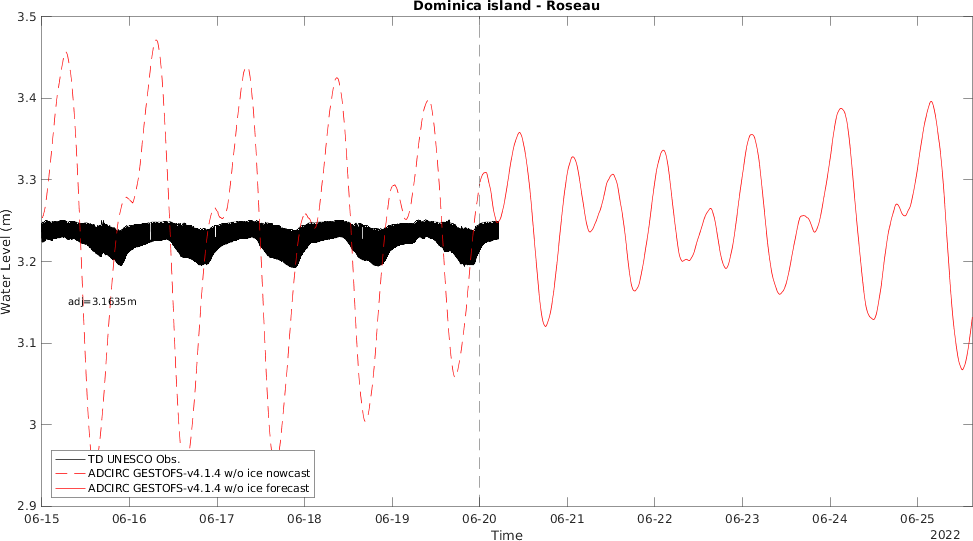 Dominica island - Roseau
3.5
3.4
3.3
3.2
3.1
3
2.9
Water Level (m)
adj=3.1635m
TD UNESCO Obs.
ADCIRC GESTOFS-v4.1.4 w/o ice nowcast
ADCIRC GESTOFS-v4.1.4 w/o ice forecast
06-15 06-16 06-17 06-18 06-19 06-20 06-21 06-22 06-23 06-24 06-25
Time
2022